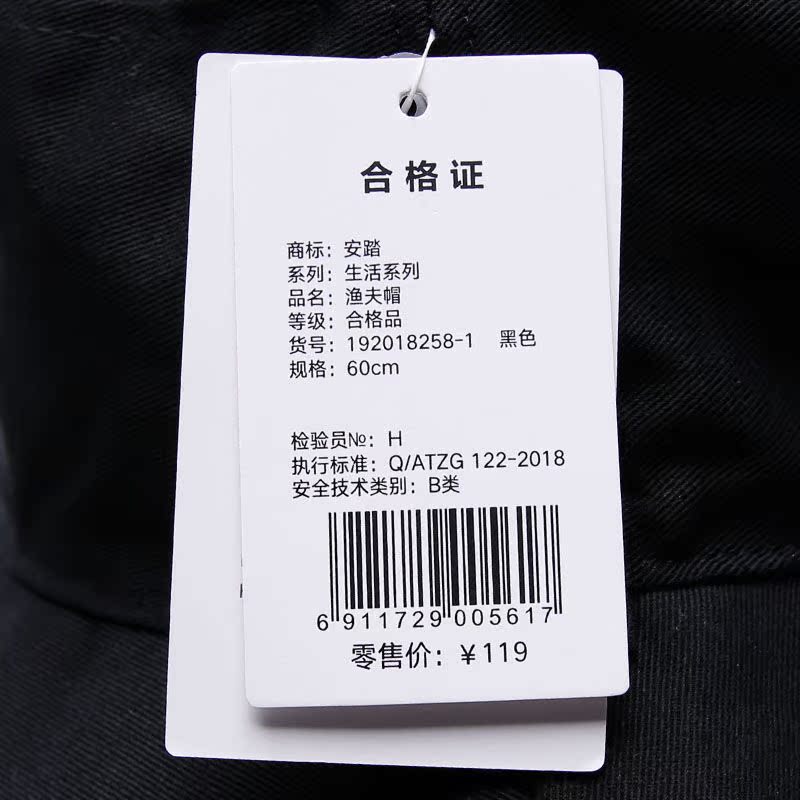 合格证
商标：安踏
系列：生活系列
品名：渔夫帽
等级：合格品
货号：192018258-1 黑色
规格：60cm
检验员№：H
执行标准：Q/ATZG 122-2018
安全技术类别：B类
6 911729 005617
零售价：￥119